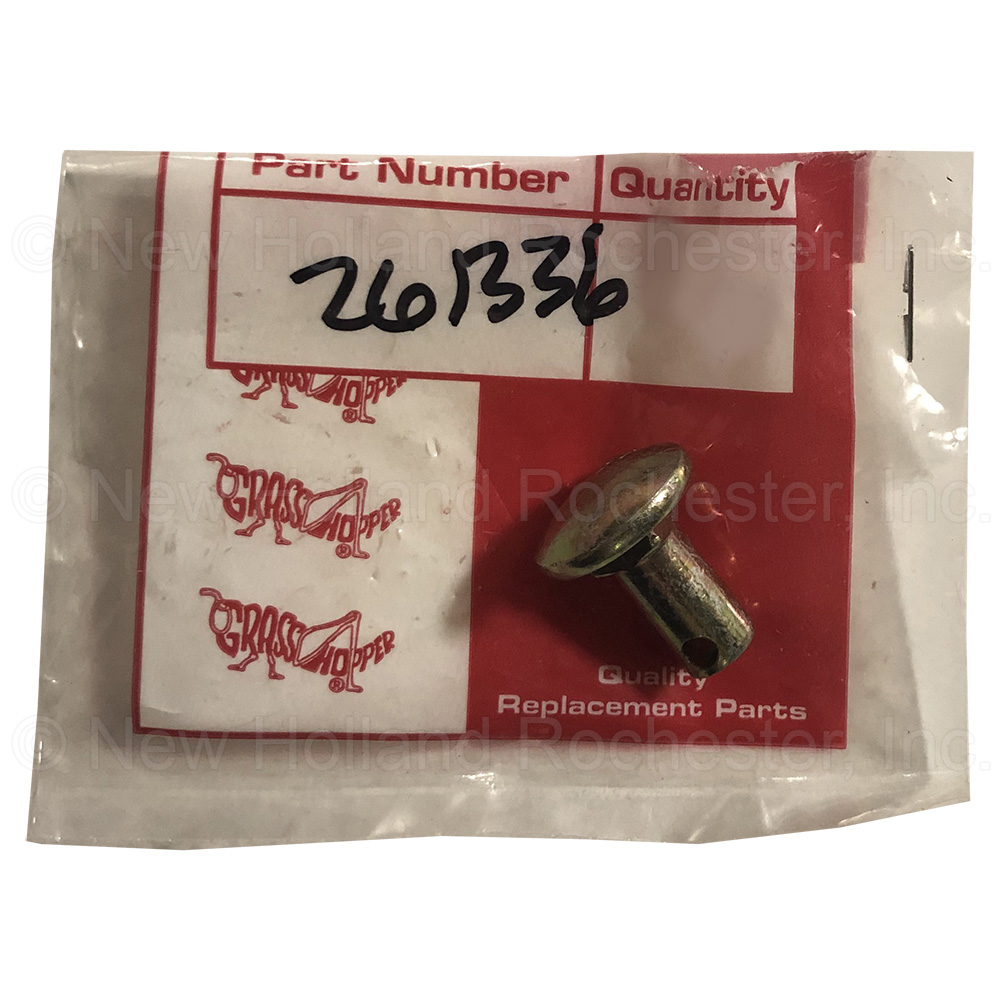 Part Number Quantity
© New Holland Rochester, Inc.
261336
GRASSHOPPER®
© New Holland Rochester, Inc.
GRASSHOPPER®
GRASSHOPPER®
Quality
Replacement Parts
© New Holland Rochester, Inc.